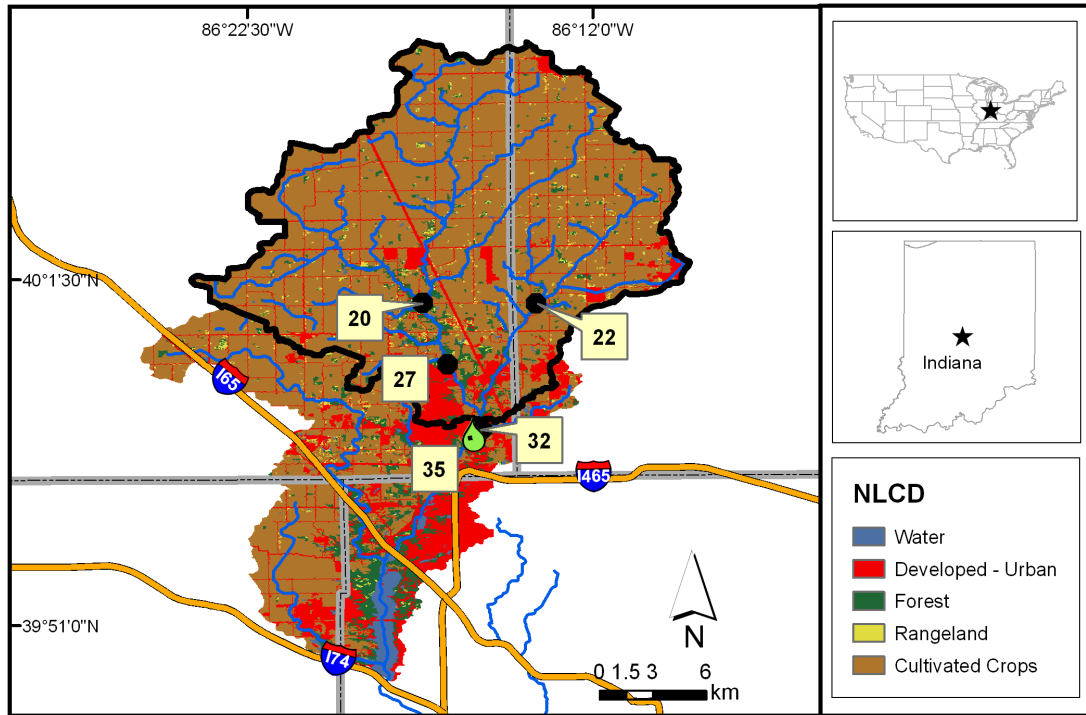 86°22'30"W
86°12'0"W
40°1'30"N
20
22
27
I65
32
35
I465
39°51'0"N
I74
N
0 1.5 3 6
km
Indiana
NLCD
Water
Developed - Urban
Forest
Rangeland
Cultivated Crops